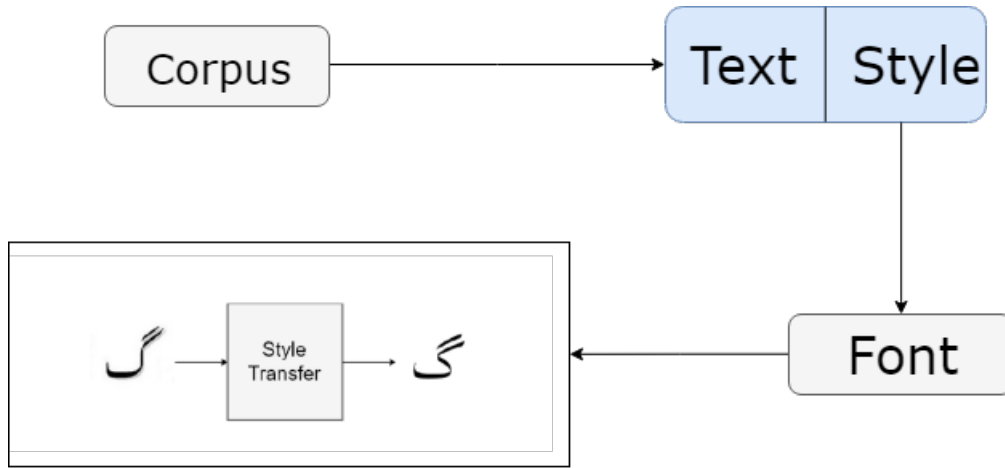 Corpus
Text Style
Font
گ Style Transfer گ